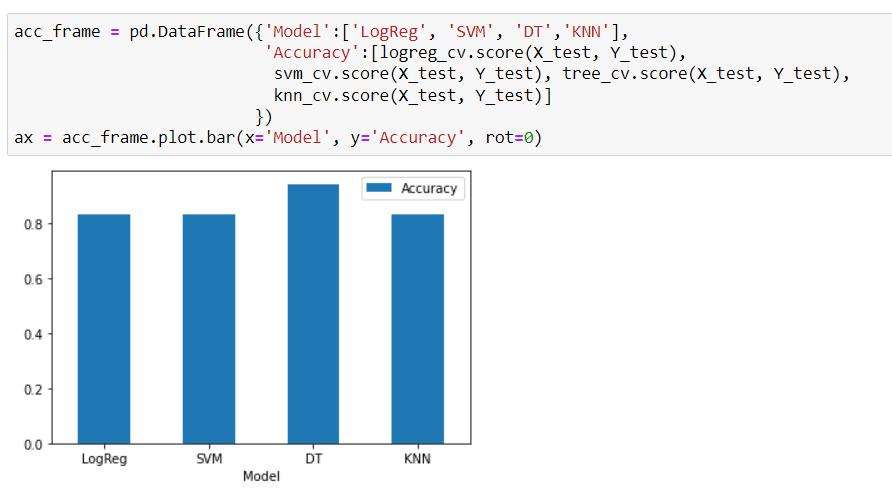 acc_frame = pd.DataFrame({'Model':['LogReg', 'SVM', 'DT','KNN'],
'Accuracy':[logreg_cv.score(X_test, Y_test),
svm_cv.score(X_test, Y_test), tree_cv.score(X_test, Y_test),
knn_cv.score(X_test, Y_test)]
})
ax = acc_frame.plot.bar(x='Model', y='Accuracy', rot=0)
Accuracy
0.8
0.6
0.4
0.2
0.0
LogReg SVM DT KNN
Model